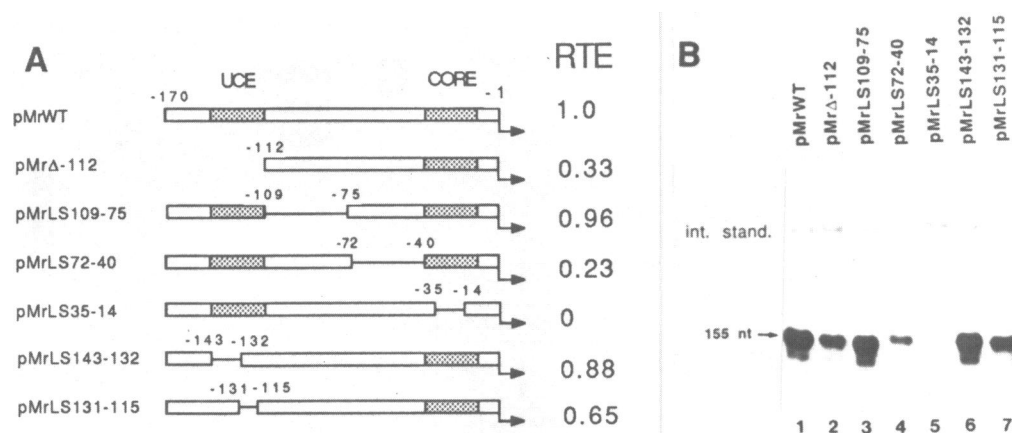 A
UCE CORE RTE
pMrWT -170 -1 1.0
pMrΔ-112 -112 0.33
pMrLS109-75 -109 -75 0.96
pMrLS72-40 -72 -40 0.23
pMrLS35-14 -35 -14 0
pMrLS143-132 -143 -132 0.88
pMrLS131-115 -131 -115 0.65
B
pMrWT
pMrΔ-112
pMrLS109-75
pMrLS72-40
pMrLS35-14
pMrLS143-132
pMrLS131-115
int. stand.
155 nt
1 2 3 4 5 6 7